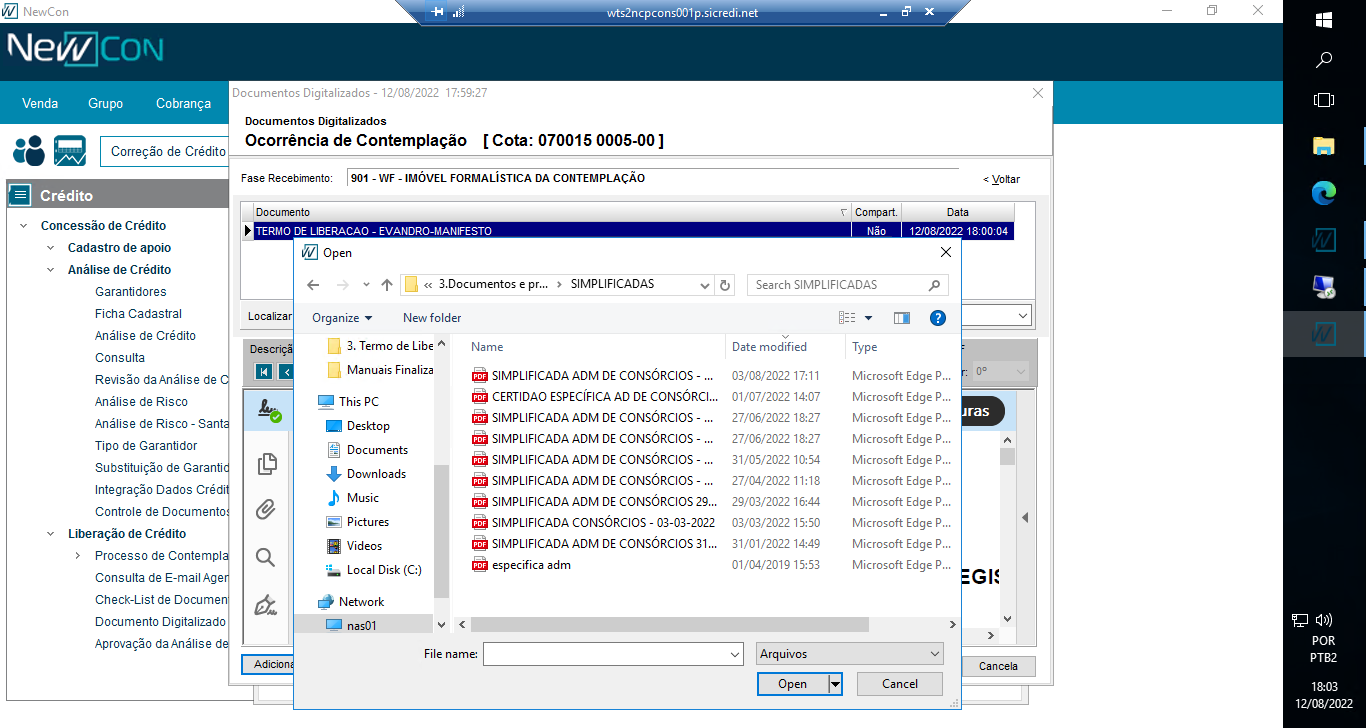 NewCon
wts2ncpcons001p.sicredi.net
NewCon
Venda Grupo Cobrança
Correção de Crédito
Crédito
Concessão de Crédito
Cadastro de apoio
Análise de Crédito
Garantidores
Ficha Cadastral
Análise de Crédito
Consulta
Revisão da Análise de C
Análise de Risco
Análise de Risco - Santa
Tipo de Garantidor
Substituição de Garantid
Integração Dados Crédit
Controle de Documentos
Liberação de Crédito
Processo de Contempla
Consulta de E-mail Agen
Check-List de Document
Documento Digitalizado
Aprovação da Análise de
Documentos Digitalizados - 12/08/2022 17:59:27
Documentos Digitalizados
Ocorrência de Contemplação [ Cota: 070015 0005-00 ]
Fase Recebimento: 901 - WF - IMÓVEL FORMALÍSTICA DA CONTEMPLAÇÃO
< Voltar
Documento Compart. Data
TERMO DE LIBERACAO - EVANDRO-MANIFESTO Não 12/08/2022 18:00:04
Localizar
Descriçã
r: 0º
uras
EGIS
Adiciona
Cancela
Open
« 3.Documentos e pr... > SIMPLIFICADAS
Search SIMPLIFICADAS
Organize New folder
3. Termo de Libe
Manuais Finaliza
This PC
Desktop
Documents
Downloads
Music
Pictures
Videos
Local Disk (C:)
Network
nas01
Name Date modified Type
PDF SIMPLIFICADA ADM DE CONSÓRCIOS - ... 03/08/2022 17:11 Microsoft Edge P...
PDF CERTIDAO ESPECÍFICA AD DE CONSÓRCI... 01/07/2022 14:07 Microsoft Edge P...
PDF SIMPLIFICADA ADM DE CONSÓRCIOS - ... 27/06/2022 18:27 Microsoft Edge P...
PDF SIMPLIFICADA ADM DE CONSÓRCIOS - ... 27/06/2022 18:27 Microsoft Edge P...
PDF SIMPLIFICADA ADM DE CONSÓRCIOS - ... 31/05/2022 10:54 Microsoft Edge P...
PDF SIMPLIFICADA ADM DE CONSÓRCIOS - ... 27/04/2022 11:18 Microsoft Edge P...
PDF SIMPLIFICADA ADM DE CONSÓRCIOS 29... 29/03/2022 16:44 Microsoft Edge P...
PDF SIMPLIFICADA CONSÓRCIOS - 03-03-2022 03/03/2022 15:50 Microsoft Edge P...
PDF SIMPLIFICADA ADM DE CONSÓRCIOS 31... 31/01/2022 14:49 Microsoft Edge P...
PDF especifica adm 01/04/2019 15:53 Microsoft Edge P...
File name:
Arquivos
Open Cancel
POR
PTB2
18:03
12/08/2022